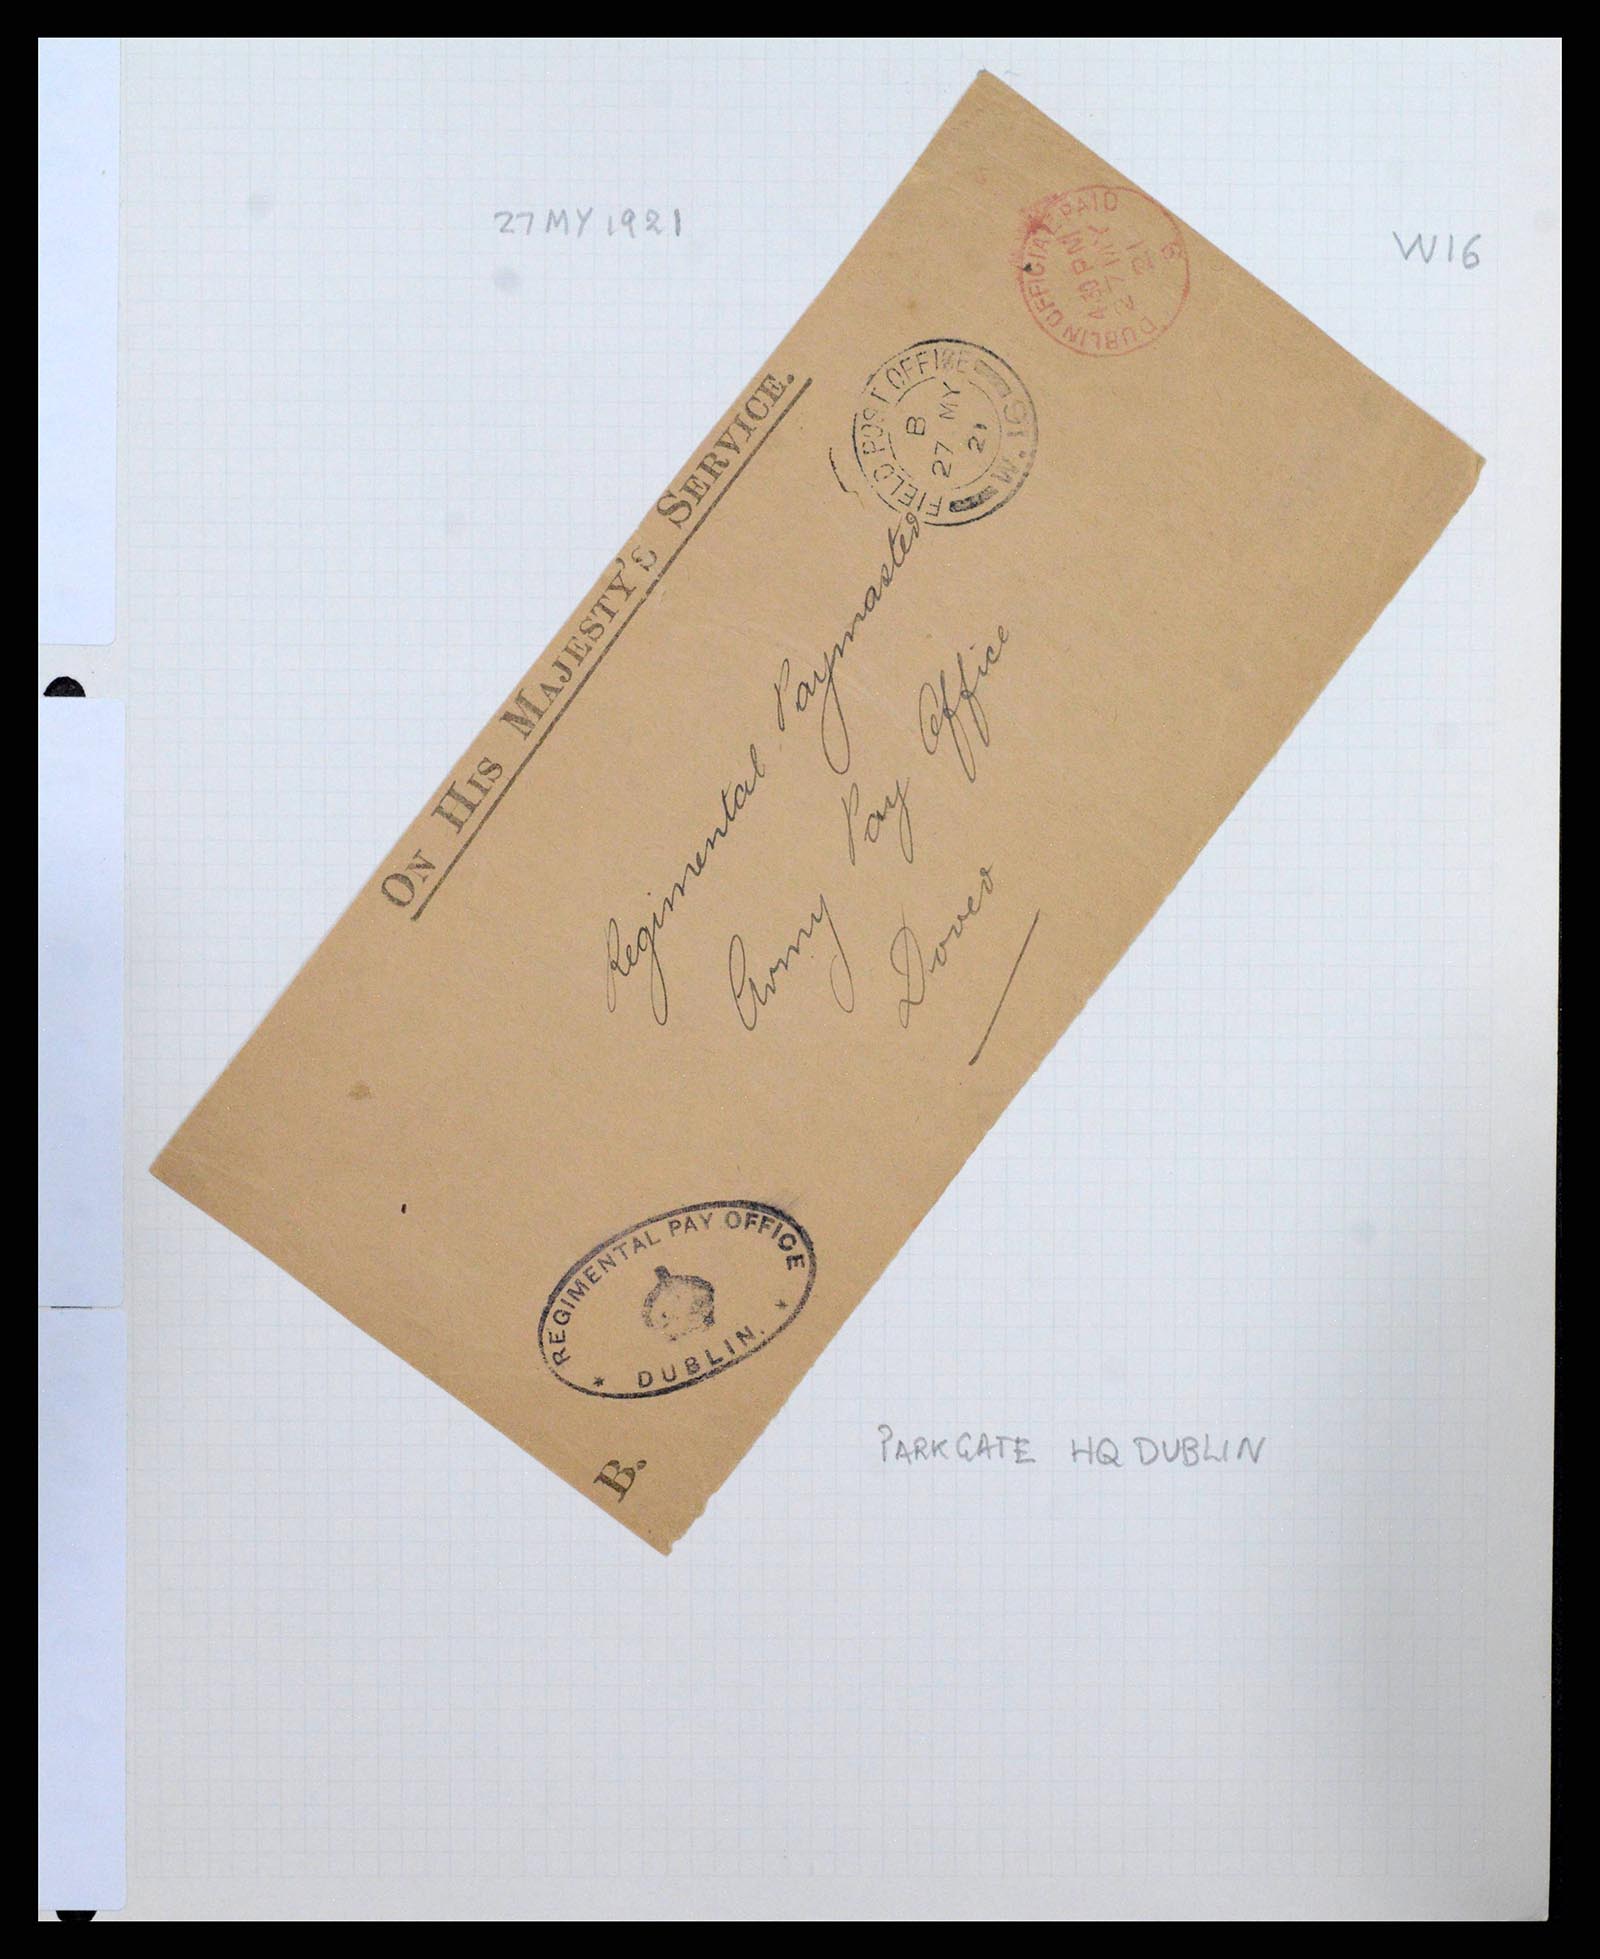 27 MY 1921
W16
DUBLIN OFFICIAL PAID
4 30 PM
27 MY
21
FIELD POST OFFICE
B
27 MY
21
W. 16
ON HIS MAJESTY'S SERVICE.
Regimental Paymaster
Army Pay Office
Dover
REGIMENTAL PAY OFFICE
* DUBLIN. *
B.
PARKGATE HQ DUBLIN